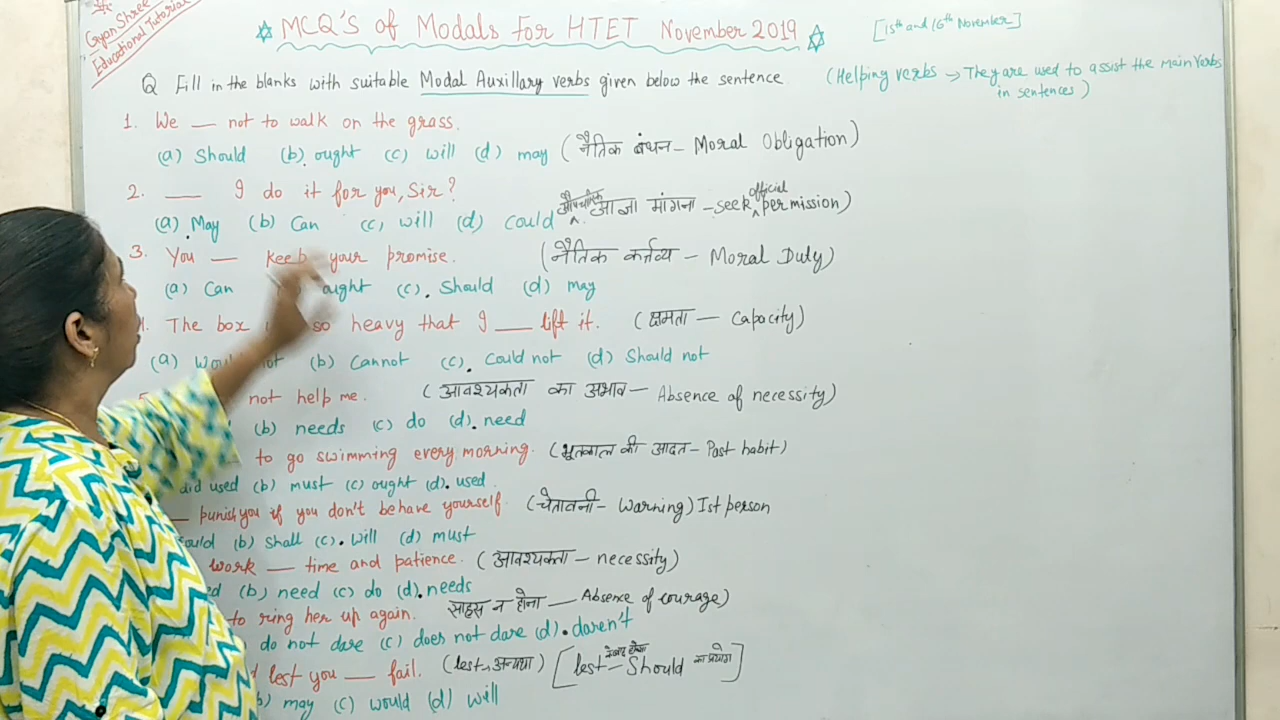 Gyan Shree
Educational Tutorial
MCQ'S of Modals For HTET November 2019
[15th and 16th November]
Q Fill in the blanks with suitable Modal Auxillary verbs given below the sentence (Helping verbs → They are used to assist the main verbs
in sentences)
1. We — not to walk on the grass.
(a) Should (b) ought (c) will (d) may (नैतिक बंधन – Moral Obligation)
2. — I do it for you, Sir?
(a) May (b) Can (c) will (d) Could औपचारिक आज्ञा मांगना – seek official permission)
3. You — keep your promise. (नैतिक कर्तव्य – Moral Duty)
(a) Can ought (c) Should (d) may
The box so heavy that I — lift it. (क्षमता — Capocity)
(a) not (b) Cannot (c) Could not (d) Should not
not help me. (आवश्यकता का अभाव – Absence of necessity)
(b) needs (c) do (d) need
to go swimming every morning. (भूतकाल की आदत – Past habit)
did used (b) must (c) ought (d) used
— punish you if you don't behave yourself. (चेतावनी – Warning) Ist person
(b) shall (c) will (d) must
work — time and patience. (आवश्यकता – necessity)
(b) need (c) do (d) needs
to ring her up again. साहस न होना — Absence of courage)
do not dare (c) does not dare (d) daren't
lest you — fail. (lest → अन्यथा) [lest – Should का प्रयोग]
may (c) would (d) will